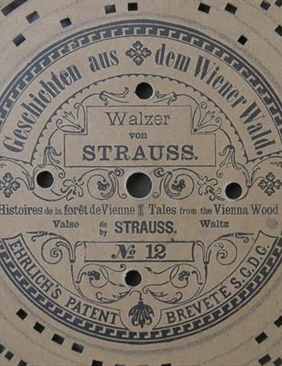 Geschichten aus dem Wiener Wald.
Walzer
von
STRAUSS.
Histoires de la forêt de Vienne Tales from the Vienna Wood
Valse de by STRAUSS. Waltz
No 12
EHRLICH'S PATENT BREVETÉ S.G.D.G.